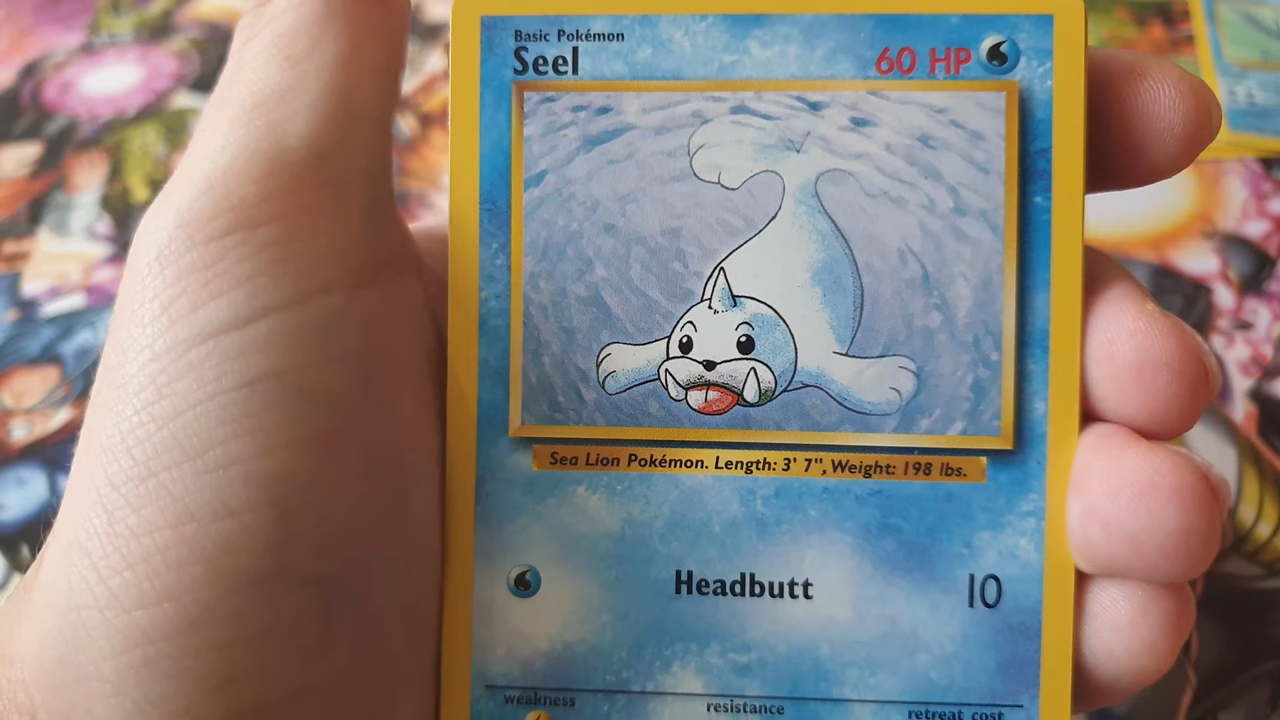 Basic Pokémon
Seel
60 HP
Sea Lion Pokémon. Length: 3' 7", Weight: 198 lbs.
Headbutt 10
weakness resistance retreat cost